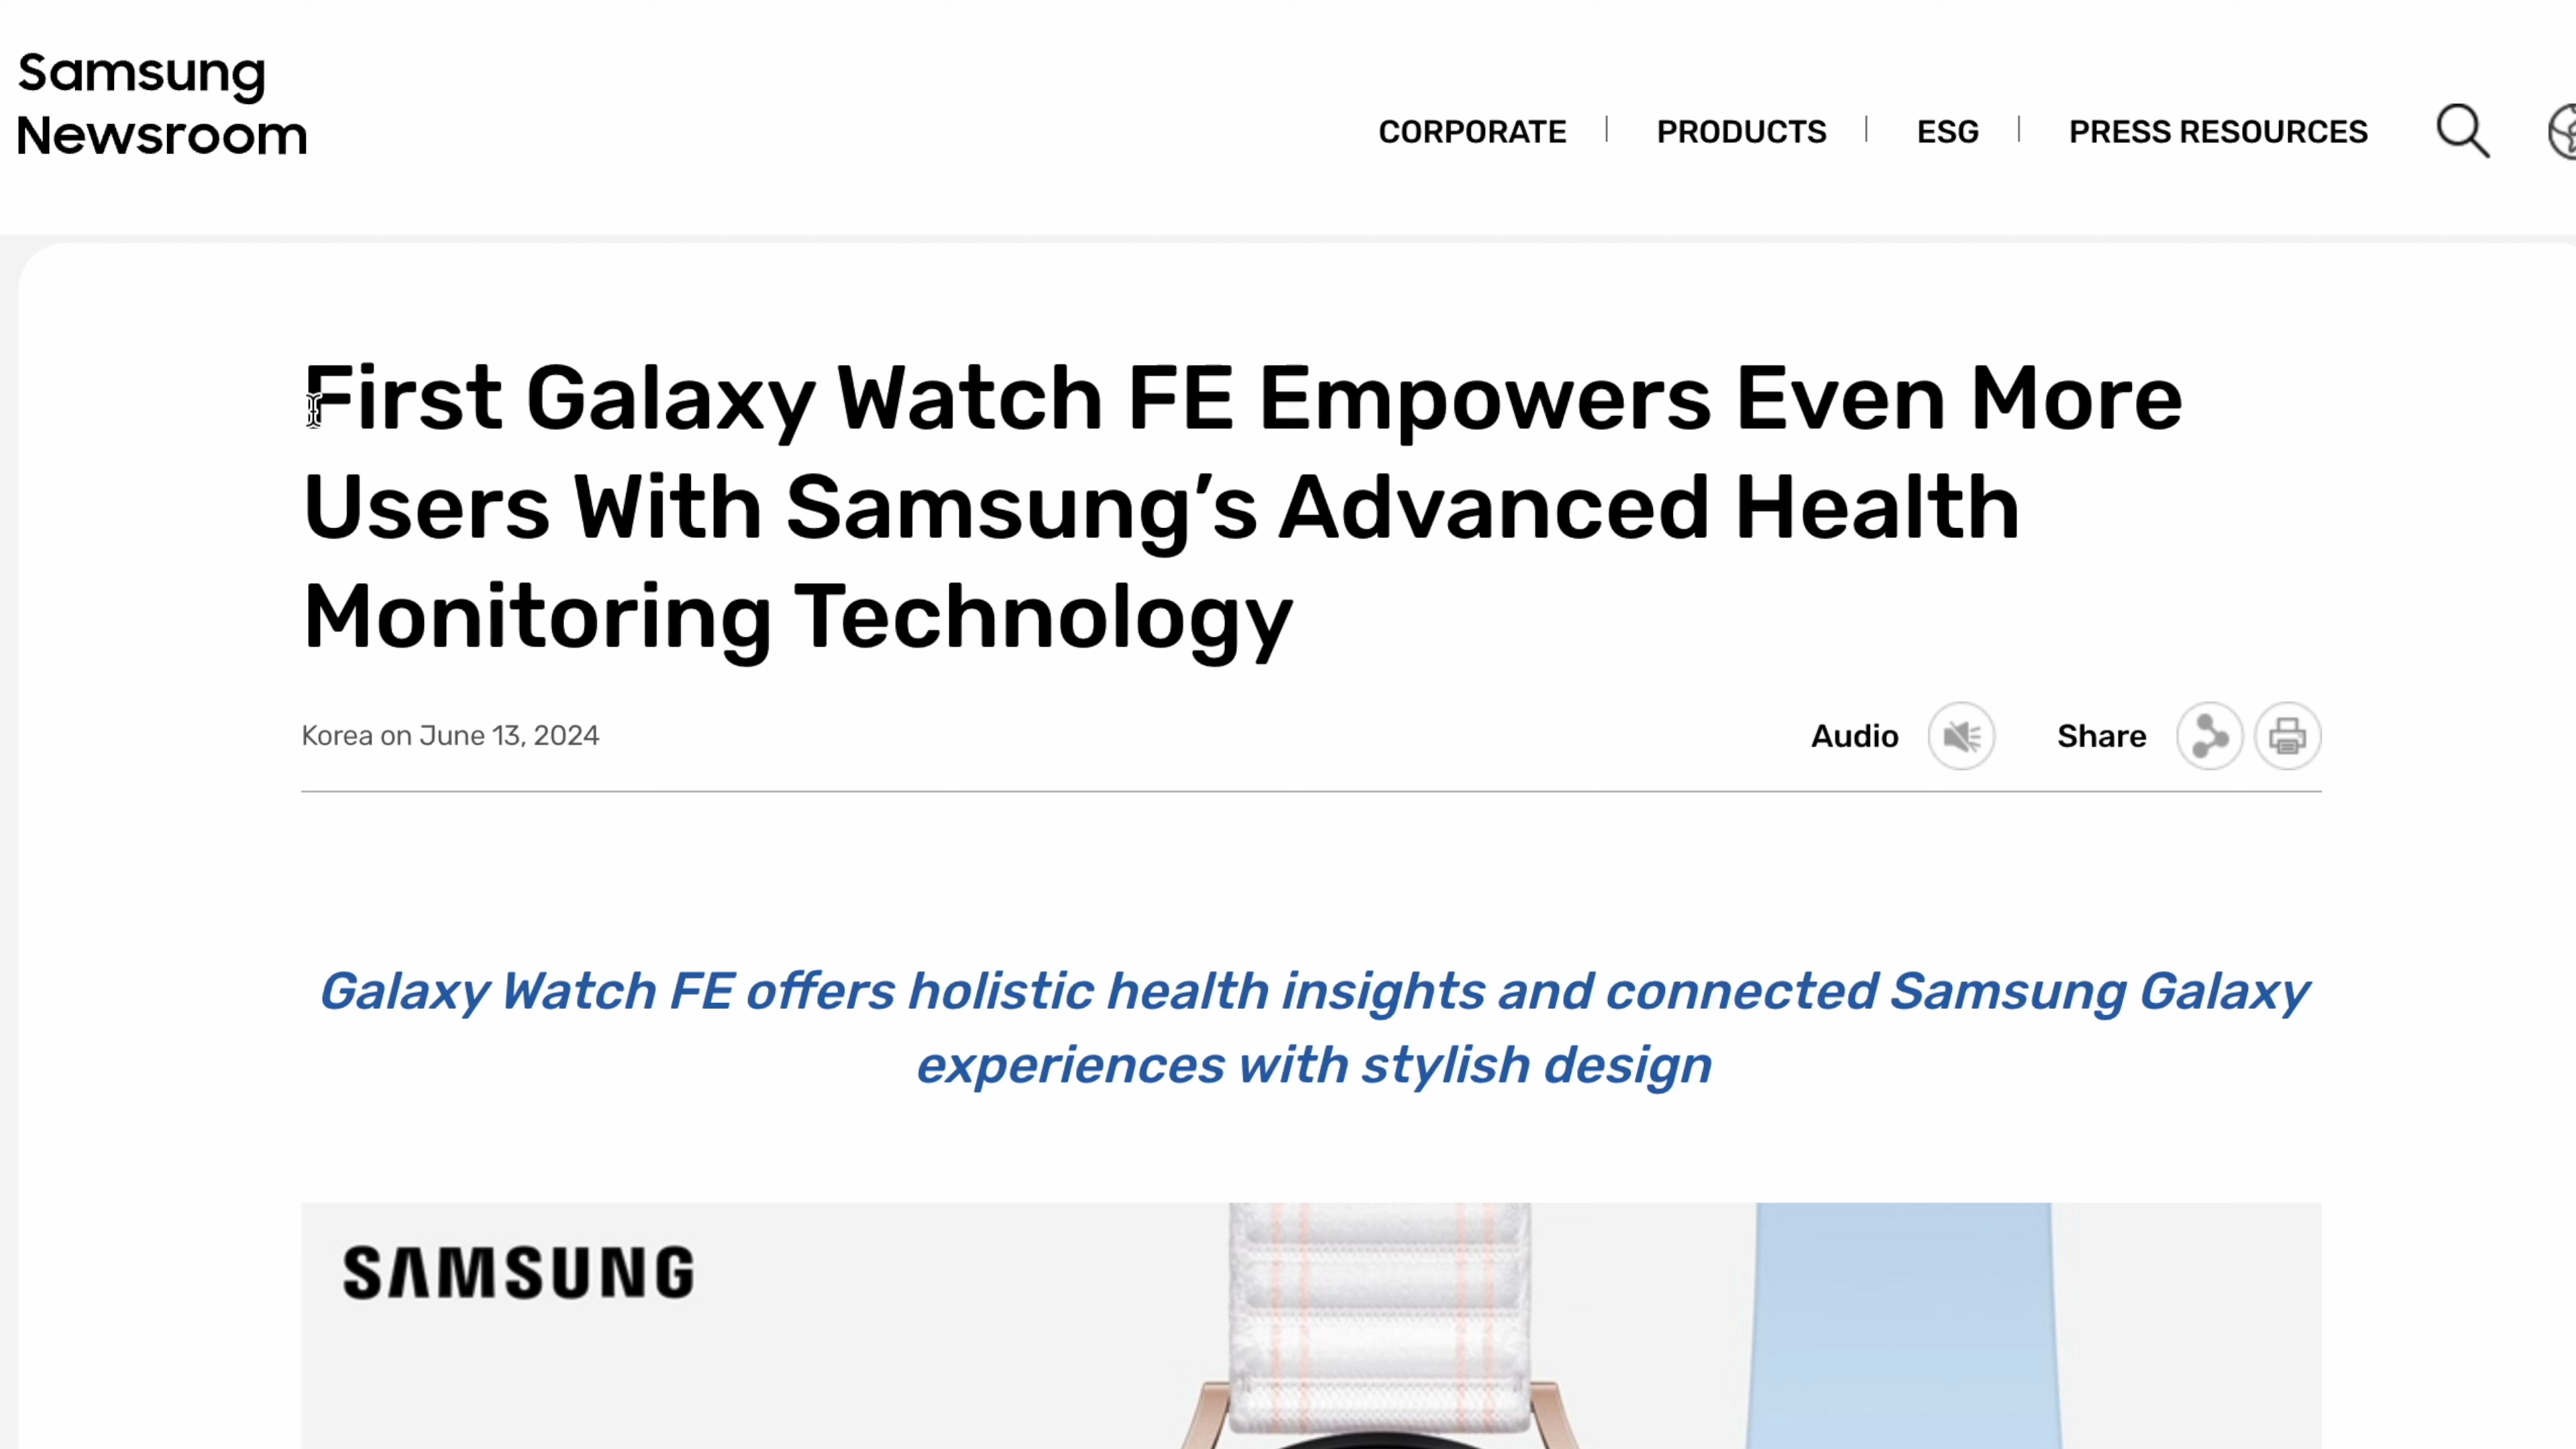 Samsung
Newsroom
CORPORATE
PRODUCTS
ESG
PRESS RESOURCES
First Galaxy Watch FE Empowers Even More
Users With Samsung’s Advanced Health
Monitoring Technology
Korea on June 13, 2024
Audio
Share
Galaxy Watch FE offers holistic health insights and connected Samsung Galaxy
experiences with stylish design
SAMSUNG